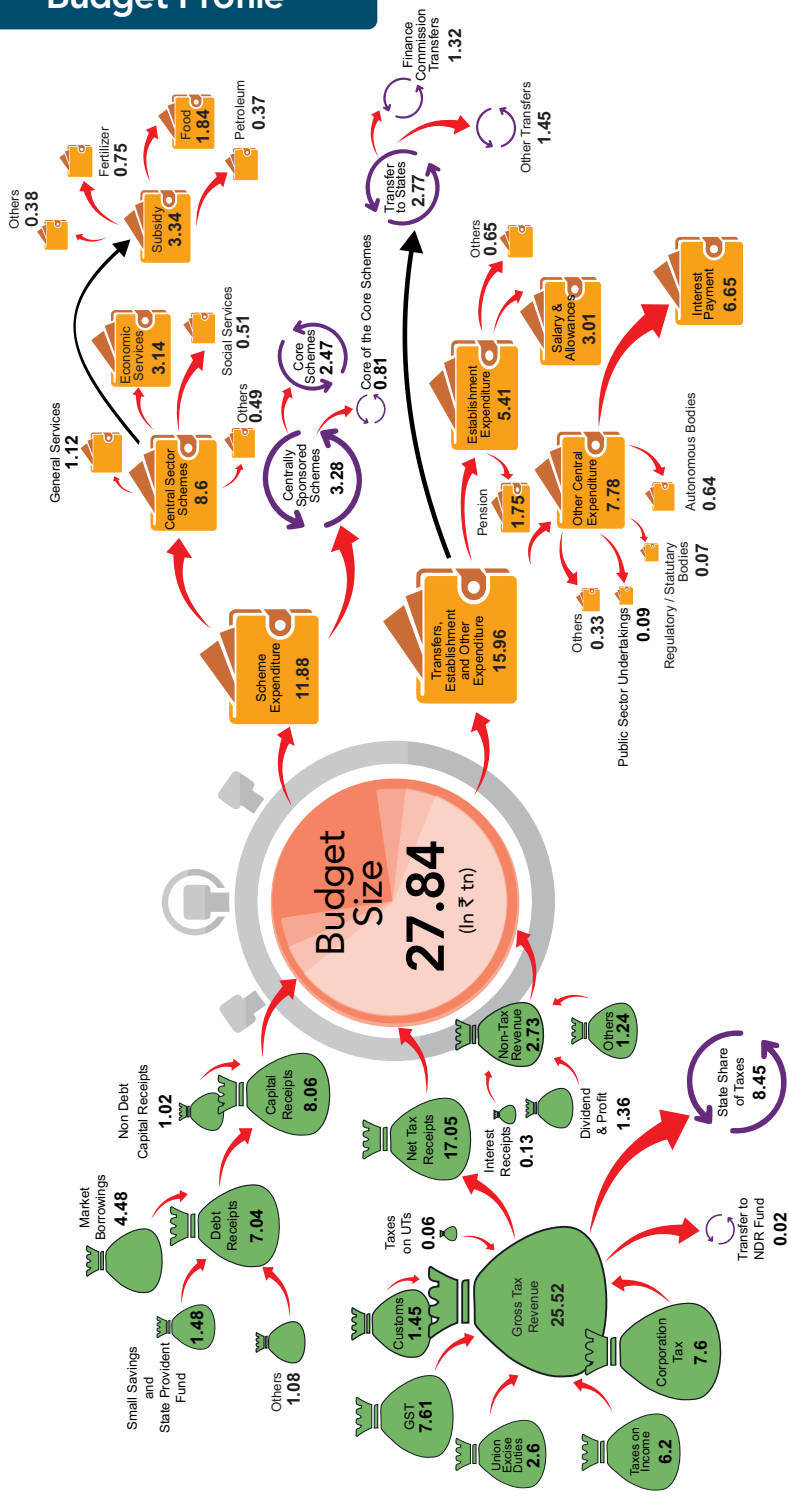 Budget Profile
Small Savings
and
State Provident
Fund
1.48
Market
Borrowings
4.48
Others
1.08
Debt
Receipts
7.04
Non Debt
Capital Receipts
1.02
Capital
Receipts
8.06
GST
7.61
Customs
1.45
Taxes
on UTs
0.06
Union
Excise
Duties
2.6
Taxes on
Income
6.2
Corporation
Tax
7.6
Gross Tax
Revenue
25.52
Transfer to
NDR Fund
0.02
State Share
of Taxes
8.45
Net Tax
Receipts
17.05
Interest
Receipts
0.13
Dividend
& Profit
1.36
Others
1.24
Non-Tax
Revenue
2.73
Budget
Size
27.84
(In ₹ tn)
Scheme
Expenditure
11.88
Central Sector
Schemes
8.6
General Services
1.12
Economic
Services
3.14
Social Services
0.51
Others
0.49
Subsidy
3.34
Others
0.38
Fertilizer
0.75
Food
1.84
Petroleum
0.37
Centrally
Sponsored
Schemes
3.28
Core
Schemes
2.47
Core of the Core Schemes
0.81
Transfers,
Establishment
and Other
Expenditure
15.96
Transfer
to States
2.77
Finance
Commission
Transfers
1.32
Other Transfers
1.45
Establishment
Expenditure
5.41
Pension
1.75
Others
0.65
Salary &
Allowances
3.01
Other Central
Expenditure
7.78
Interest
Payment
6.65
Autonomous Bodies
0.64
Regulatory / Statutary
Bodies
0.07
Public Sector Undertakings
0.09
Others
0.33